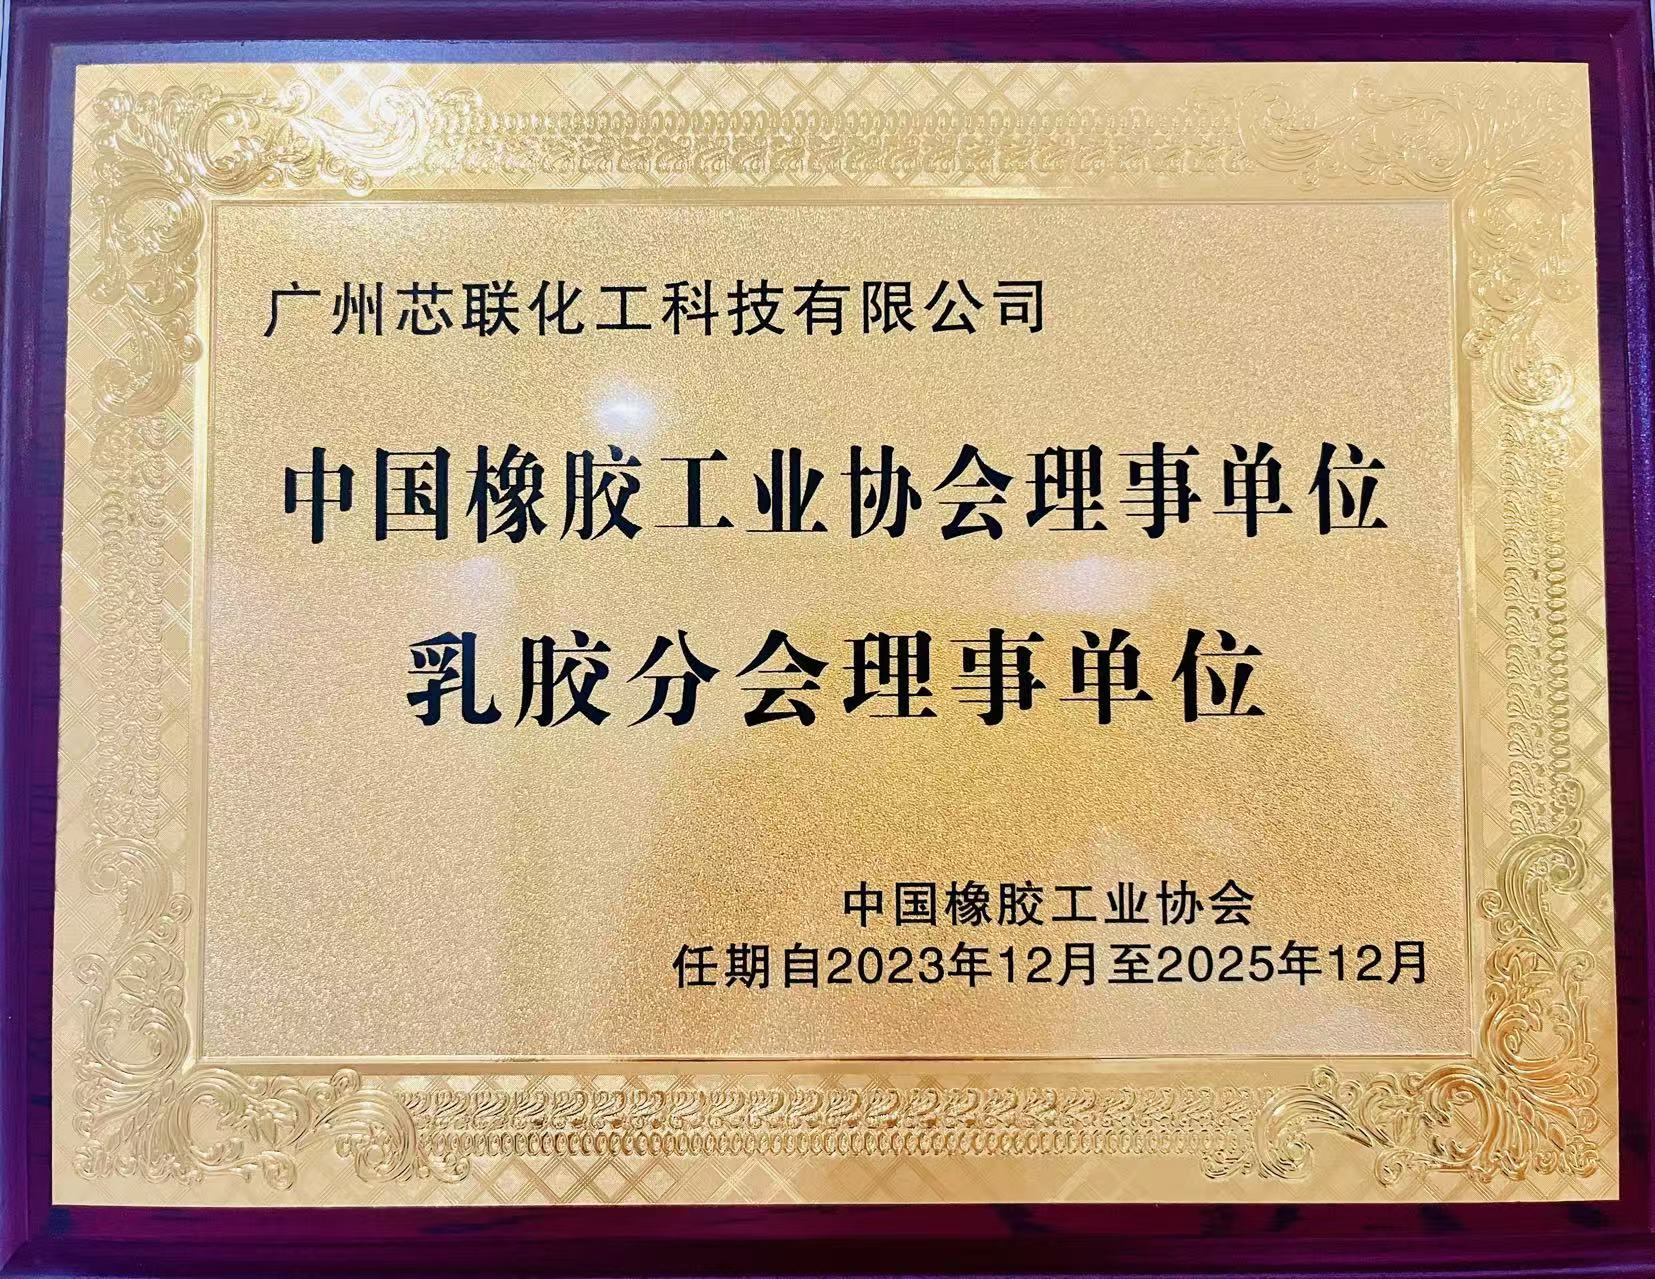 广州芯联化工科技有限公司
中国橡胶工业协会理事单位
乳胶分会理事单位
中国橡胶工业协会
任期自2023年12月至2025年12月